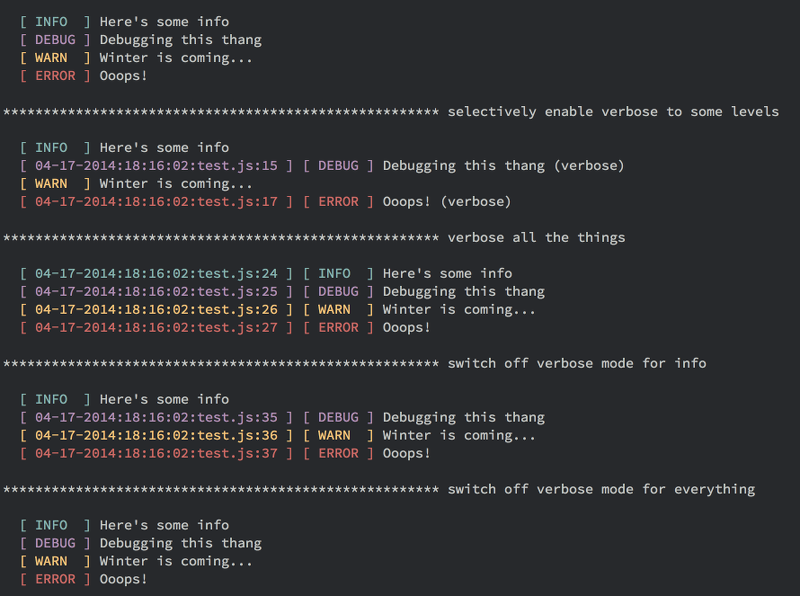 [ INFO  ] Here's some info
[ DEBUG ] Debugging this thang
[ WARN  ] Winter is coming...
[ ERROR ] Ooops!
****************************************************** selectively enable verbose to some levels
[ INFO  ] Here's some info
[ 04-17-2014:18:16:02:test.js:15 ] [ DEBUG ] Debugging this thang (verbose)
[ WARN  ] Winter is coming...
[ 04-17-2014:18:16:02:test.js:17 ] [ ERROR ] Ooops! (verbose)
****************************************************** verbose all the things
[ 04-17-2014:18:16:02:test.js:24 ] [ INFO  ] Here's some info
[ 04-17-2014:18:16:02:test.js:25 ] [ DEBUG ] Debugging this thang
[ 04-17-2014:18:16:02:test.js:26 ] [ WARN  ] Winter is coming...
[ 04-17-2014:18:16:02:test.js:27 ] [ ERROR ] Ooops!
****************************************************** switch off verbose mode for info
[ INFO  ] Here's some info
[ 04-17-2014:18:16:02:test.js:35 ] [ DEBUG ] Debugging this thang
[ 04-17-2014:18:16:02:test.js:36 ] [ WARN  ] Winter is coming...
[ 04-17-2014:18:16:02:test.js:37 ] [ ERROR ] Ooops!
****************************************************** switch off verbose mode for everything
[ INFO  ] Here's some info
[ DEBUG ] Debugging this thang
[ WARN  ] Winter is coming...
[ ERROR ] Ooops!